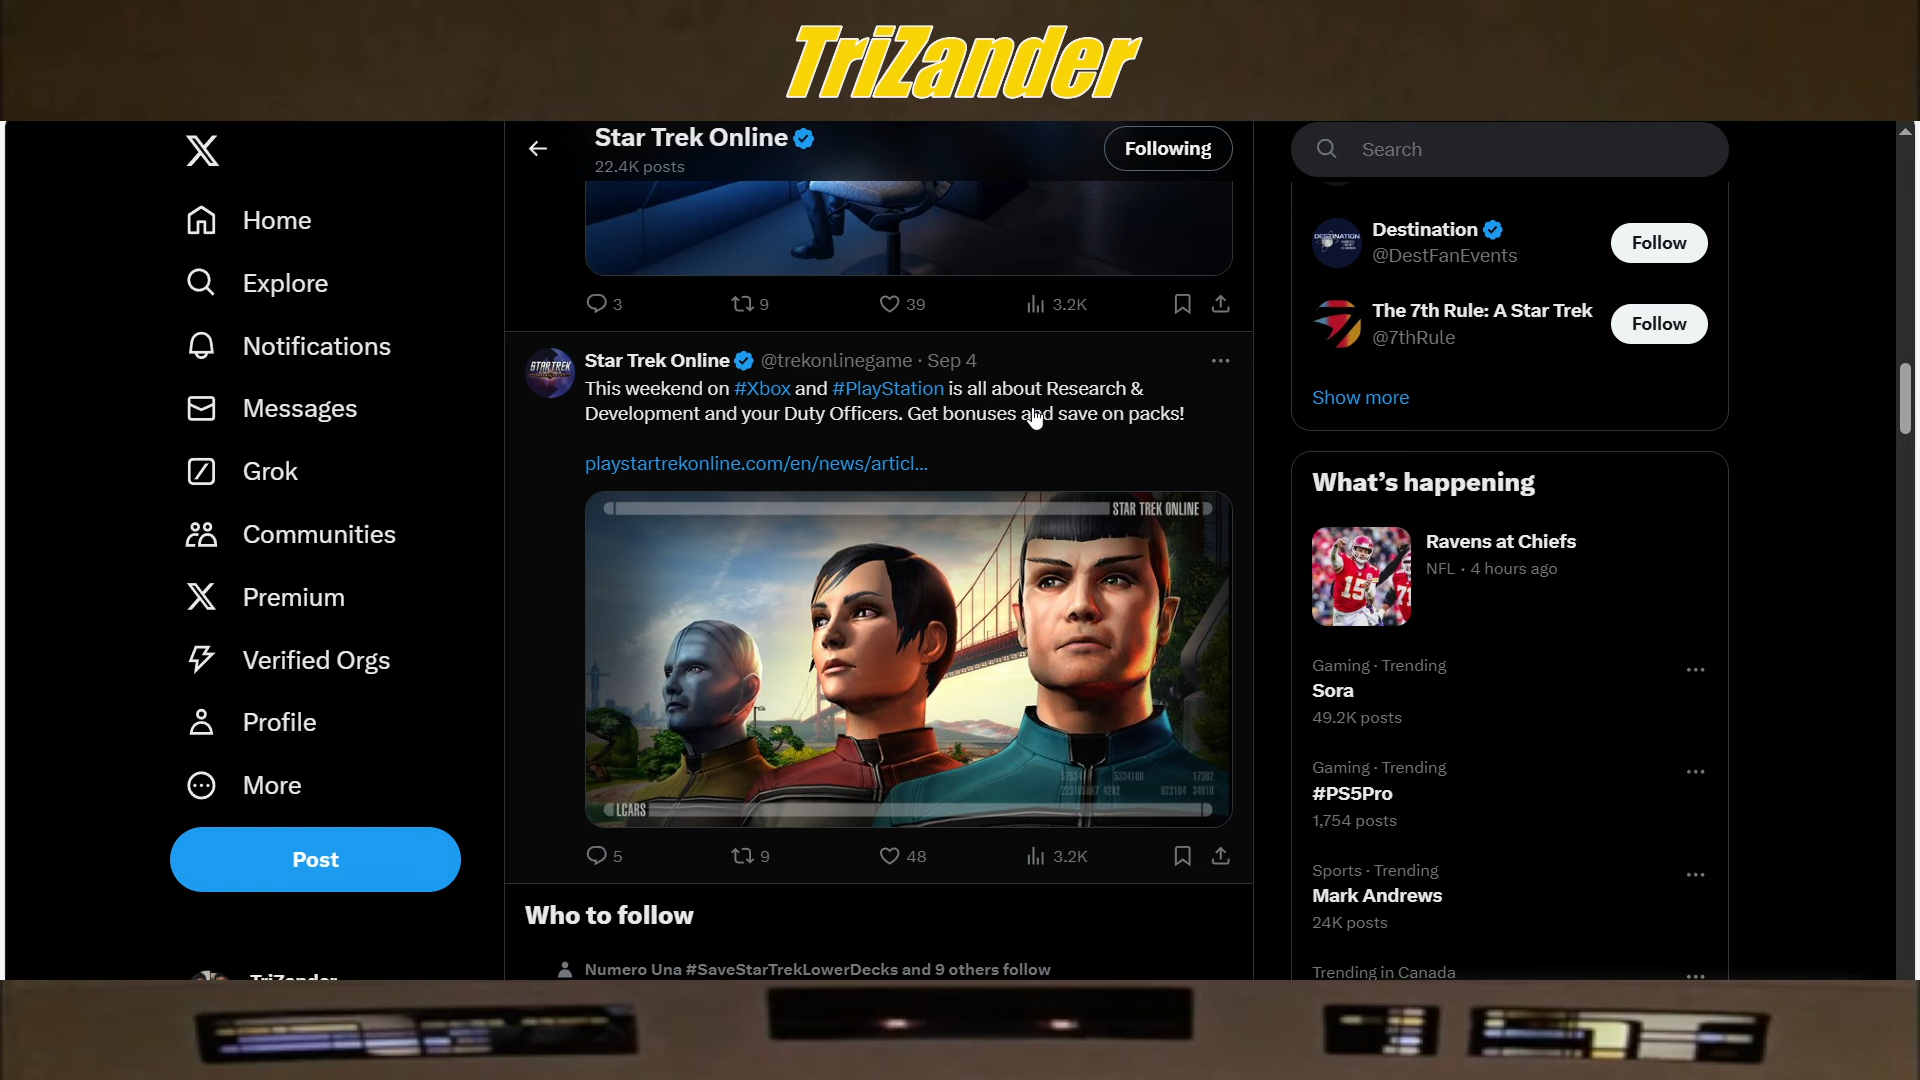 TriZander
Star Trek Online
22.4K posts
Following
Search
Home
Explore
Notifications
Messages
Grok
Communities
Premium
Verified Orgs
Profile
More
Post
TriZander
3
9
39
3.2K
STAR TREK
Star Trek Online @trekonlinegame · Sep 4
This weekend on #Xbox and #PlayStation is all about Research &
Development and your Duty Officers. Get bonuses and save on packs!
playstartrekonline.com/en/news/articl...
STAR TREK ONLINE
LCARS
5
9
48
3.2K
Who to follow
Numero Una #SaveStarTrekLowerDecks and 9 others follow
DESTINATION
Destination
@DestFanEvents
Follow
The 7th Rule: A Star Trek
@7thRule
Follow
Show more
What's happening
Ravens at Chiefs
NFL · 4 hours ago
15
Gaming · Trending
Sora
49.2K posts
Gaming · Trending
#PS5Pro
1,754 posts
Sports · Trending
Mark Andrews
24K posts
Trending in Canada